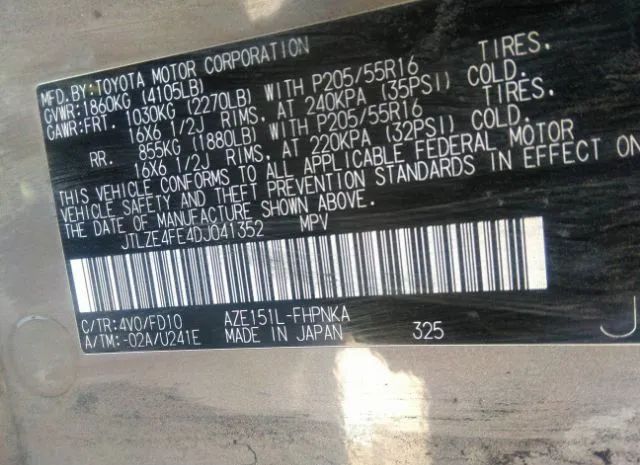 MFD.BY:TOYOTA MOTOR CORPORATION
GVWR:1860KG (4105LB)
GAWR:FRT. 1030KG (2270LB) WITH P205/55R16 TIRES.
16X6 1/2J RIMS. AT 240KPA (35PSI) COLD.
RR. 855KG (1880LB) WITH P205/55R16 TIRES.
16X6 1/2J RIMS. AT 220KPA (32PSI) COLD.
THIS VEHICLE CONFORMS TO ALL APPLICABLE FEDERAL MOTOR
VEHICLE SAFETY AND THEFT PREVENTION STANDARDS IN EFFECT ON
THE DATE OF MANUFACTURE SHOWN ABOVE.
JTLZE4FE4DJ041352 MPV
C/TR:4V0/FD10 AZE151L-FHPNKA
A/TM:-02A/U241E MADE IN JAPAN 325